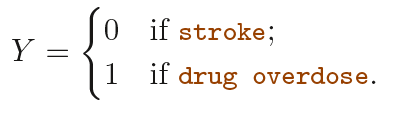 Y = { 0 if stroke;
1 if drug overdose.